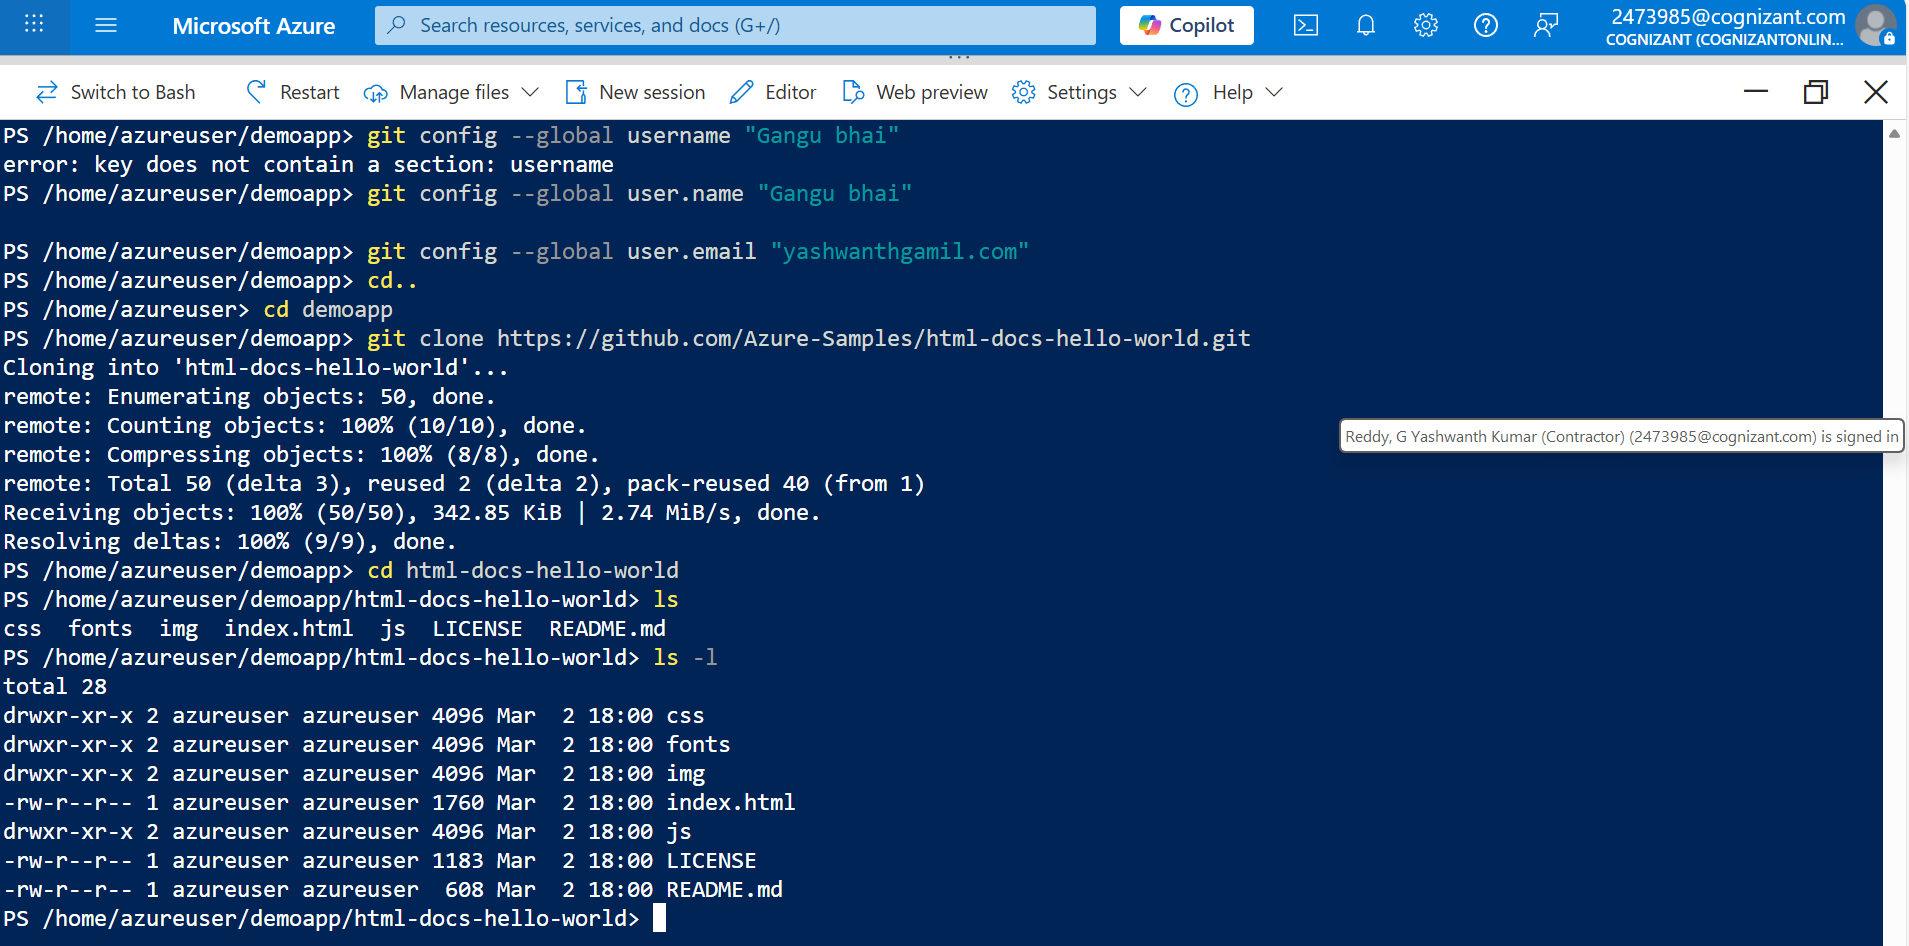 Microsoft Azure
Search resources, services, and docs (G+/)
Copilot
2473985@cognizant.com
COGNIZANT (COGNIZANTONLIN...
Switch to Bash
Restart
Manage files
New session
Editor
Web preview
Settings
Help
PS /home/azureuser/demoapp> git config --global username "Gangu bhai"
error: key does not contain a section: username
PS /home/azureuser/demoapp> git config --global user.name "Gangu bhai"
PS /home/azureuser/demoapp> git config --global user.email "yashwanthgamil.com"
PS /home/azureuser/demoapp> cd..
PS /home/azureuser> cd demoapp
PS /home/azureuser/demoapp> git clone https://github.com/Azure-Samples/html-docs-hello-world.git
Cloning into 'html-docs-hello-world'...
remote: Enumerating objects: 50, done.
remote: Counting objects: 100% (10/10), done.
Reddy, G Yashwanth Kumar (Contractor) (2473985@cognizant.com) is signed in
remote: Compressing objects: 100% (8/8), done.
remote: Total 50 (delta 3), reused 2 (delta 2), pack-reused 40 (from 1)
Receiving objects: 100% (50/50), 342.85 KiB | 2.74 MiB/s, done.
Resolving deltas: 100% (9/9), done.
PS /home/azureuser/demoapp> cd html-docs-hello-world
PS /home/azureuser/demoapp/html-docs-hello-world> ls
css  fonts  img  index.html  js  LICENSE  README.md
PS /home/azureuser/demoapp/html-docs-hello-world> ls -l
total 28
drwxr-xr-x 2 azureuser azureuser 4096 Mar  2 18:00 css
drwxr-xr-x 2 azureuser azureuser 4096 Mar  2 18:00 fonts
drwxr-xr-x 2 azureuser azureuser 4096 Mar  2 18:00 img
-rw-r--r-- 1 azureuser azureuser 1760 Mar  2 18:00 index.html
drwxr-xr-x 2 azureuser azureuser 4096 Mar  2 18:00 js
-rw-r--r-- 1 azureuser azureuser 1183 Mar  2 18:00 LICENSE
-rw-r--r-- 1 azureuser azureuser  608 Mar  2 18:00 README.md
PS /home/azureuser/demoapp/html-docs-hello-world>